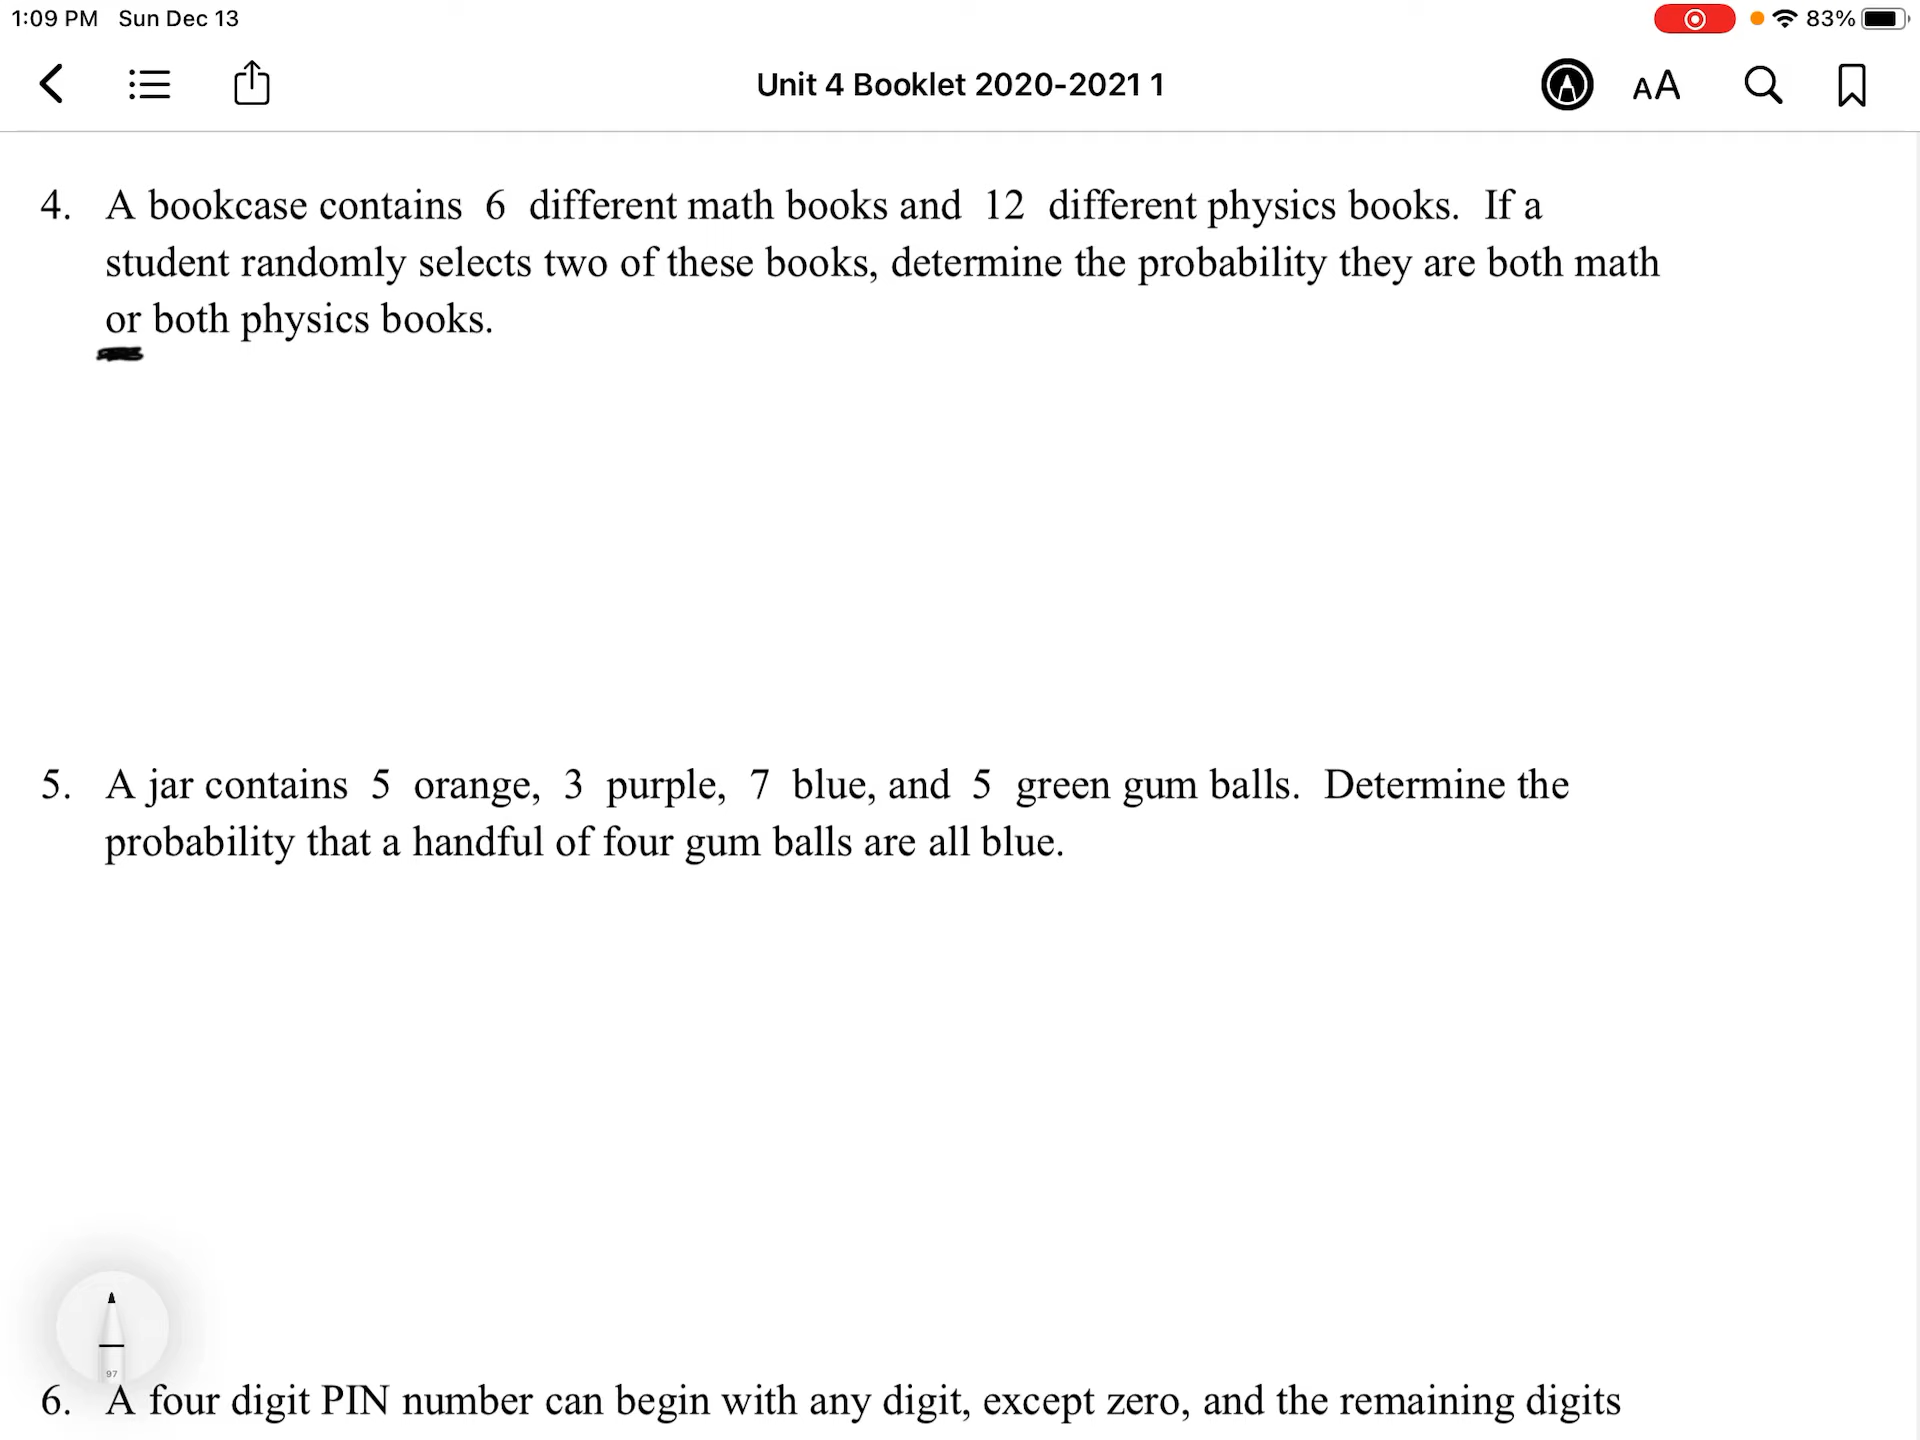 1:09 PM Sun Dec 13
83%
Unit 4 Booklet 2020-2021 1
AA
4. A bookcase contains 6 different math books and 12 different physics books. If a
student randomly selects two of these books, determine the probability they are both math
or both physics books.
5. A jar contains 5 orange, 3 purple, 7 blue, and 5 green gum balls. Determine the
probability that a handful of four gum balls are all blue.
97
6. A four digit PIN number can begin with any digit, except zero, and the remaining digits